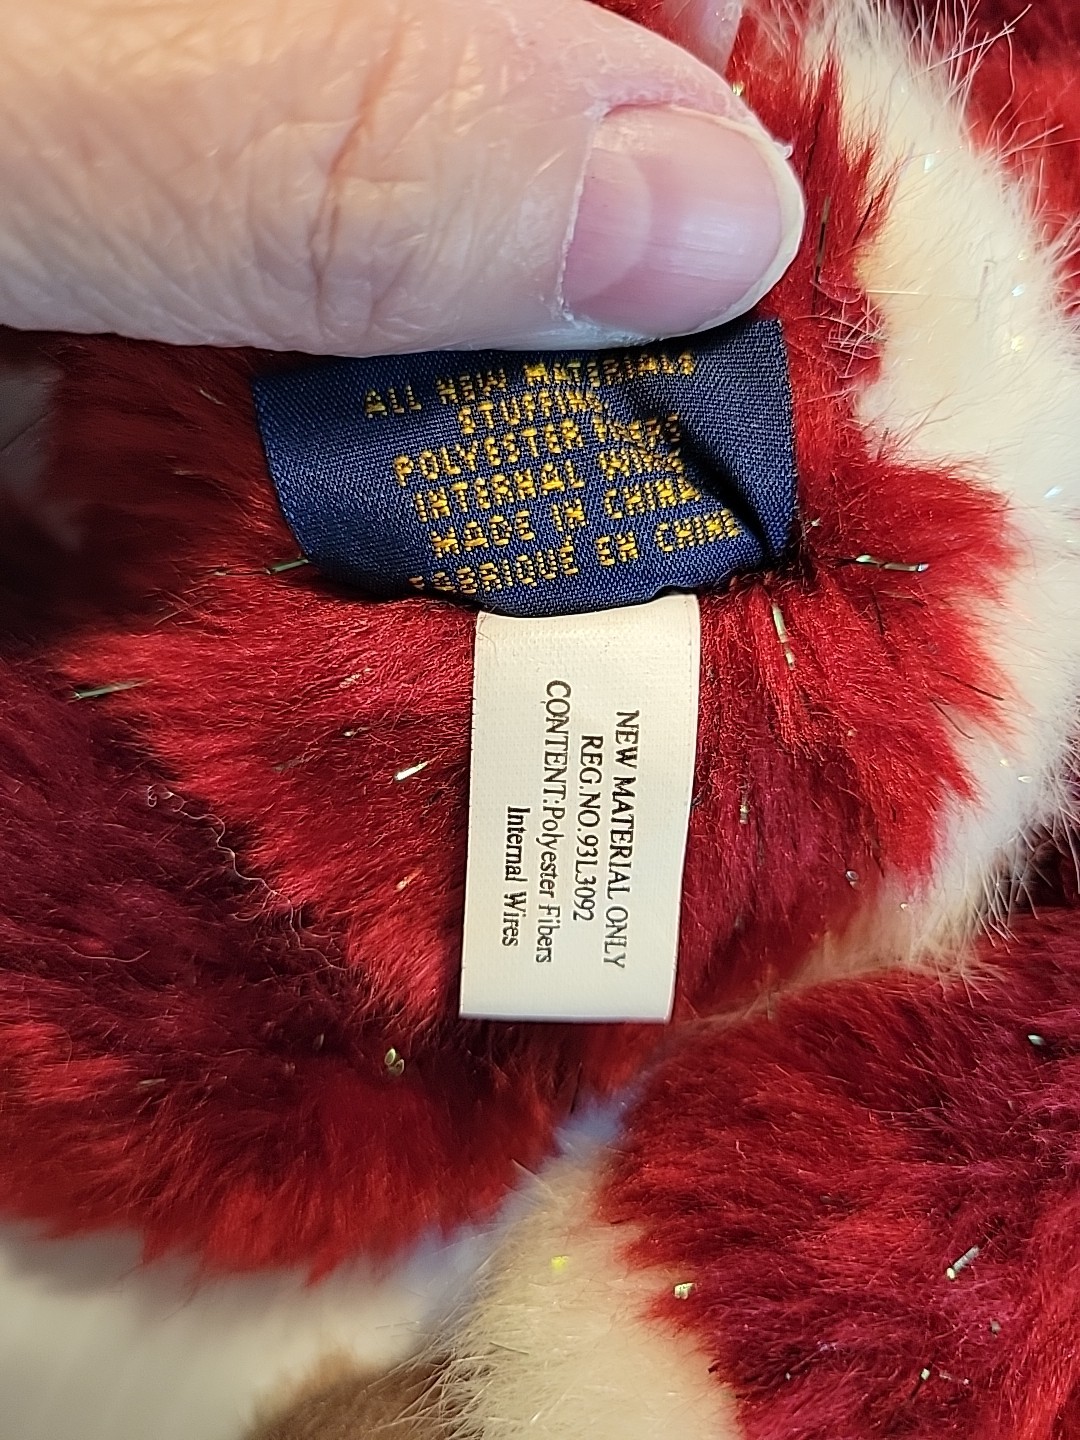 ALL NEW MATERIALS
STUFFING
POLYESTER FIBERS
INTERNAL WIRES
MADE IN CHINA
FABRIQUÉ EN CHINE
NEW MATERIAL ONLY
REG.NO.93L3092
CONTENT:Polyester Fibers
Internal Wires